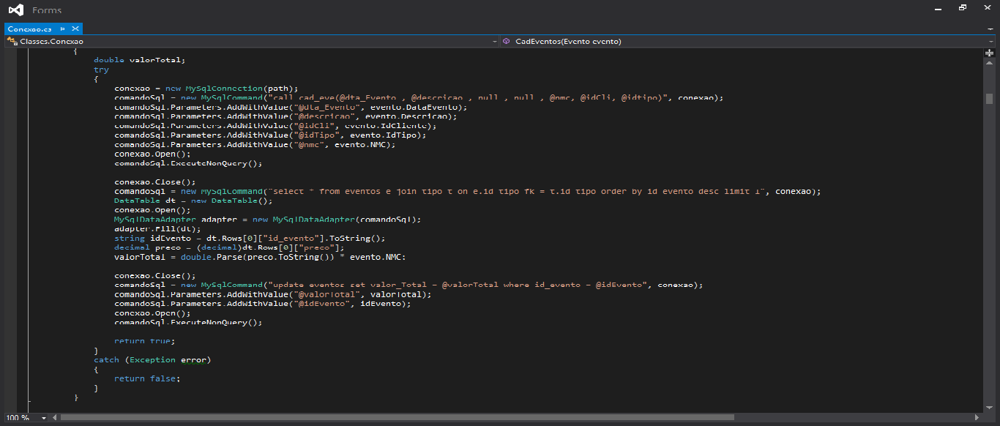 Forms
Conexao.cs
Classes.Conexao
CadEventos(Evento evento)
{
double valorTotal;
try
{
conexao = new MySqlConnection(path);
comandoSql = new MySqlCommand("call cad_eve(@dta_Evento , @descricao , null , null , @nmc, @idCli, @idtipo)", conexao);
comandoSql.Parameters.AddWithValue("@dta_Evento", evento.DataEvento);
comandoSql.Parameters.AddWithValue("@descricao", evento.Descricao);
comandoSql.Parameters.AddWithValue("@idCli", evento.IdCliente);
comandoSql.Parameters.AddWithValue("@idTipo", evento.IdTipo);
comandoSql.Parameters.AddWithValue("@nmc", evento.NMC);
conexao.Open();
comandoSql.ExecuteNonQuery();
conexao.Close();
comandoSql = new MySqlCommand("select * from eventos e join tipo t on e.id_tipo_fk = t.id_tipo order by id_evento desc limit 1", conexao);
DataTable dt = new DataTable();
conexao.Open();
MySqlDataAdapter adapter = new MySqlDataAdapter(comandoSql);
adapter.Fill(dt);
string idEvento = dt.Rows[0]["id_evento"].ToString();
decimal preco = (decimal)dt.Rows[0]["preco"];
valorTotal = double.Parse(preco.ToString()) * evento.NMC;
conexao.Close();
comandoSql = new MySqlCommand("update eventos set valor_Total = @valorTotal where id_evento = @idEvento", conexao);
comandoSql.Parameters.AddWithValue("@valorTotal", valorTotal);
comandoSql.Parameters.AddWithValue("@idEvento", idEvento);
conexao.Open();
comandoSql.ExecuteNonQuery();
return true;
}
catch (Exception error)
{
return false;
}
}
100 %